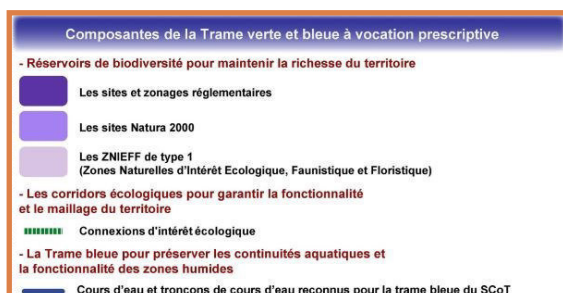 Composantes de la Trame verte et bleue à vocation prescriptive
- Réservoirs de biodiversité pour maintenir la richesse du territoire
Les sites et zonages réglementaires
Les sites Natura 2000
Les ZNIEFF de type 1
(Zones Naturelles d'Intérêt Ecologique, Faunistique et Floristique)
- Les corridors écologiques pour garantir la fonctionnalité
et le maillage du territoire
Connexions d'intérêt écologique
- La Trame bleue pour préserver les continuités aquatiques et
la fonctionnalité des zones humides
Cours d'eau et tronçons de cours d'eau reconnus pour la trame bleue du SCoT